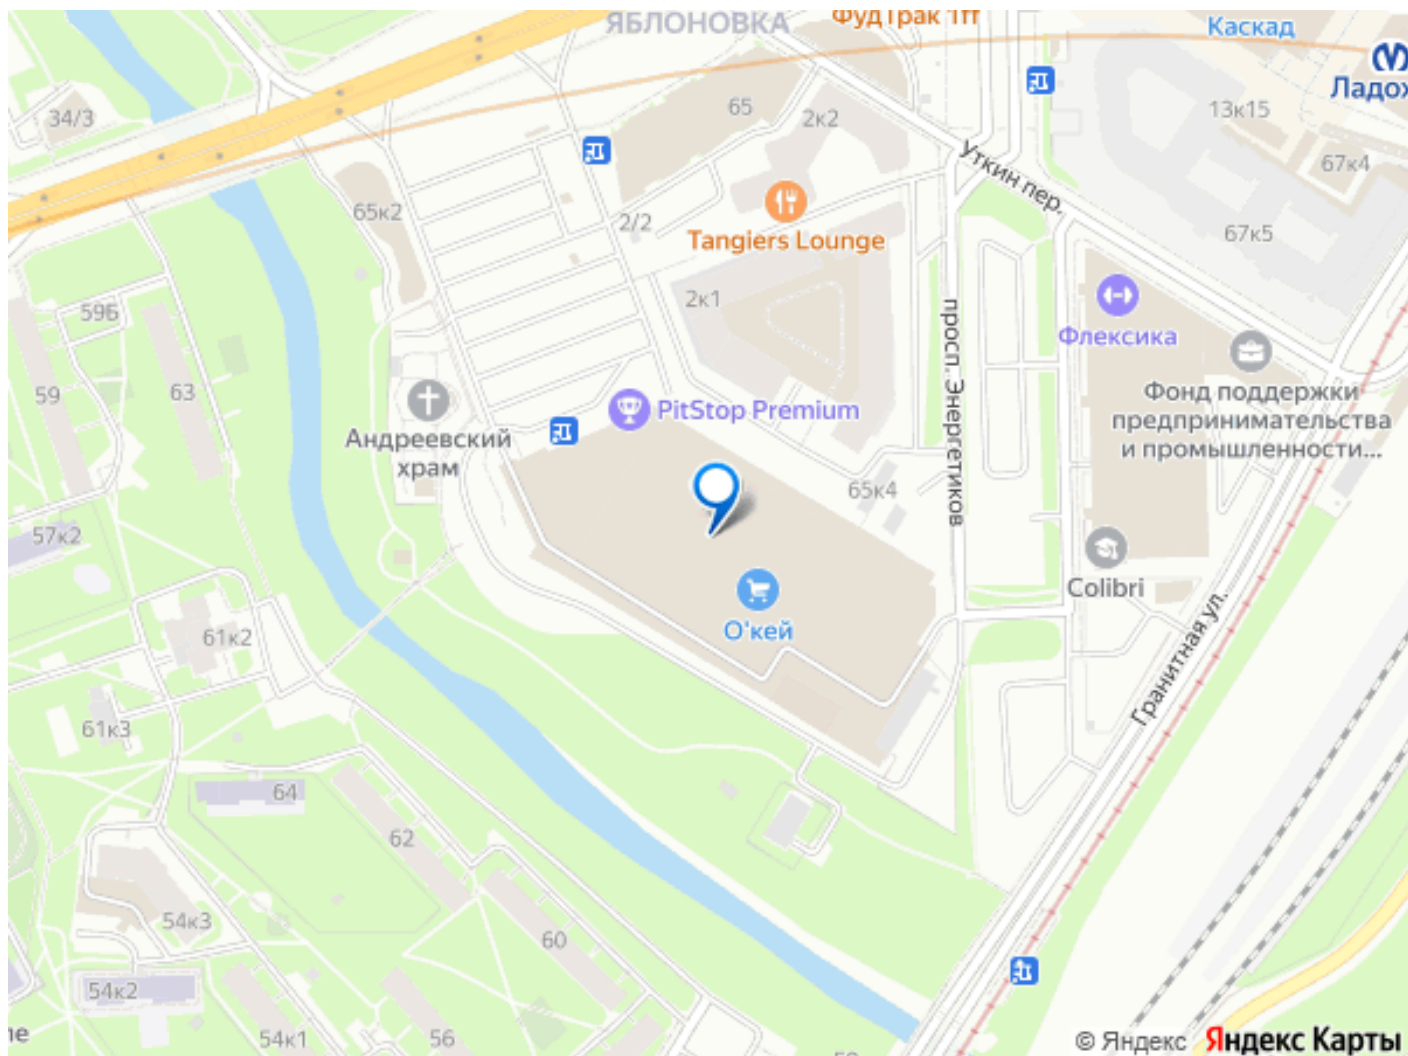 ЯБЛОНОВКА
ФудТрак 1тт
Каскад
Ладож
34/3
65
2к2
13к15
67к4
Уткин пер.
65к2
2/2
Tangiers Lounge
67к5
59Б
2к1
Флексика
просп. Энергетиков
59
63
Фонд поддержки
предпринимательства
и промышленности...
PitStop Premium
Андреевский
храм
65к4
57к2
Colibri
О'кей
61к2
Гранитная ул.
61к3
64
62
54к3
60
54к2
54к1
56
© Яндекс Яндекс Карты